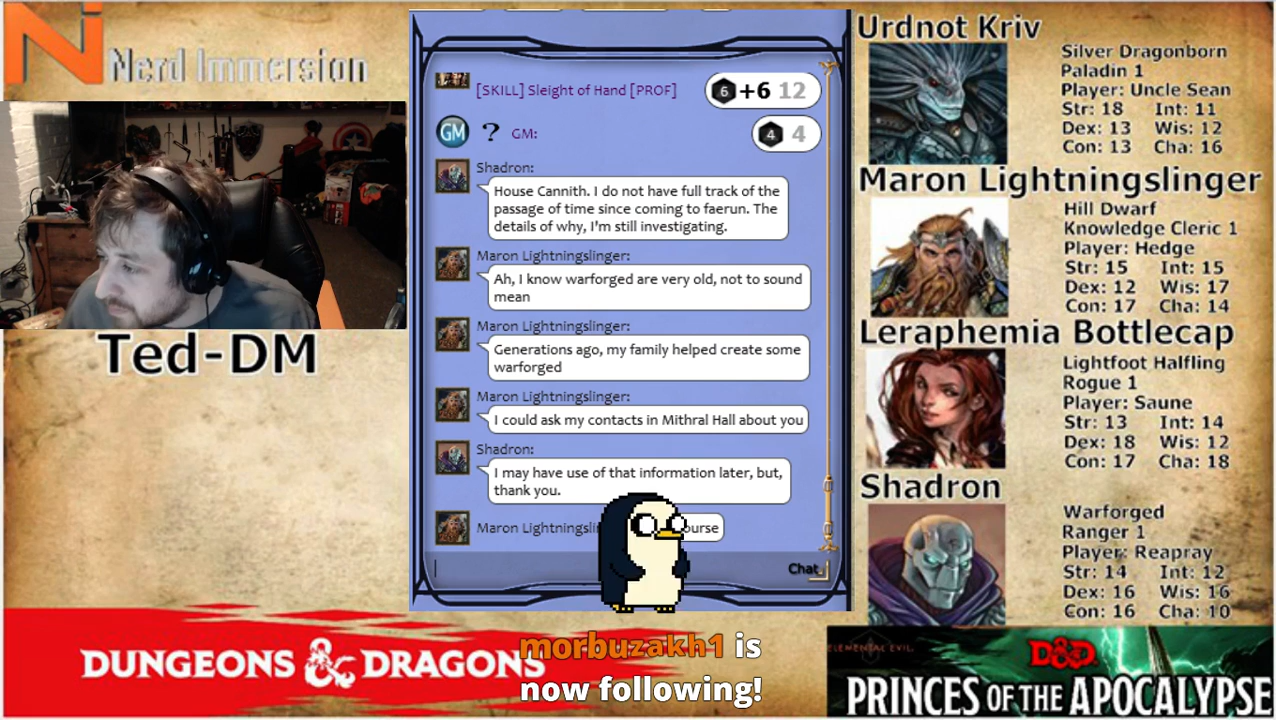 Nerd Immersion
Ted-DM
[SKILL] Sleight of Hand [PROF]
6 +6 12
GM ? GM:
4 4
Shadron:
House Cannith. I do not have full track of the
passage of time since coming to faerun. The
details of why, I'm still investigating.
Maron Lightningslinger:
Ah, I know warforged are very old, not to sound
mean
Maron Lightningslinger:
Generations ago, my family helped create some
warforged
Maron Lightningslinger:
I could ask my contacts in Mithral Hall about you
Shadron:
I may have use of that information later, but,
thank you.
Maron
Chat
Urdnot Kriv
Silver Dragonborn
Paladin 1
Player: Uncle Sean
Str: 18 Int: 11
Dex: 13 Wis: 12
Con: 13 Cha: 16
Maron Lightningslinger
Hill Dwarf
Knowledge Cleric 1
Player: Hedge
Str: 15 Int: 15
Dex: 12 Wis: 17
Con: 17 Cha: 14
Leraphemia Bottlecap
Lightfoot Halfling
Rogue 1
Player: Saune
Str: 13 Int: 14
Dex: 18 Wis: 12
Con: 17 Cha: 18
Shadron
Warforged
Ranger 1
Player: Reapray
Str: 14 Int: 12
Dex: 16 Wis: 16
Con: 16 Cha: 10
DUNGEONS & DRAGONS
morbuzakh1 is
now following!
ELEMENTAL EVIL
D&D
PRINCES OF THE APOCALYPSE